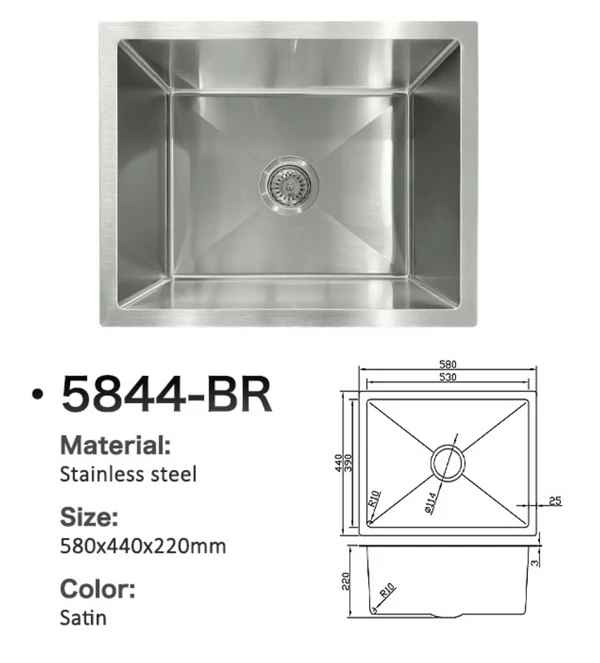 • 5844-BR
Material:
Stainless steel
Size:
580x440x220mm
Color:
Satin
580
530
440
390
R10
ø114
25
220
3
R10